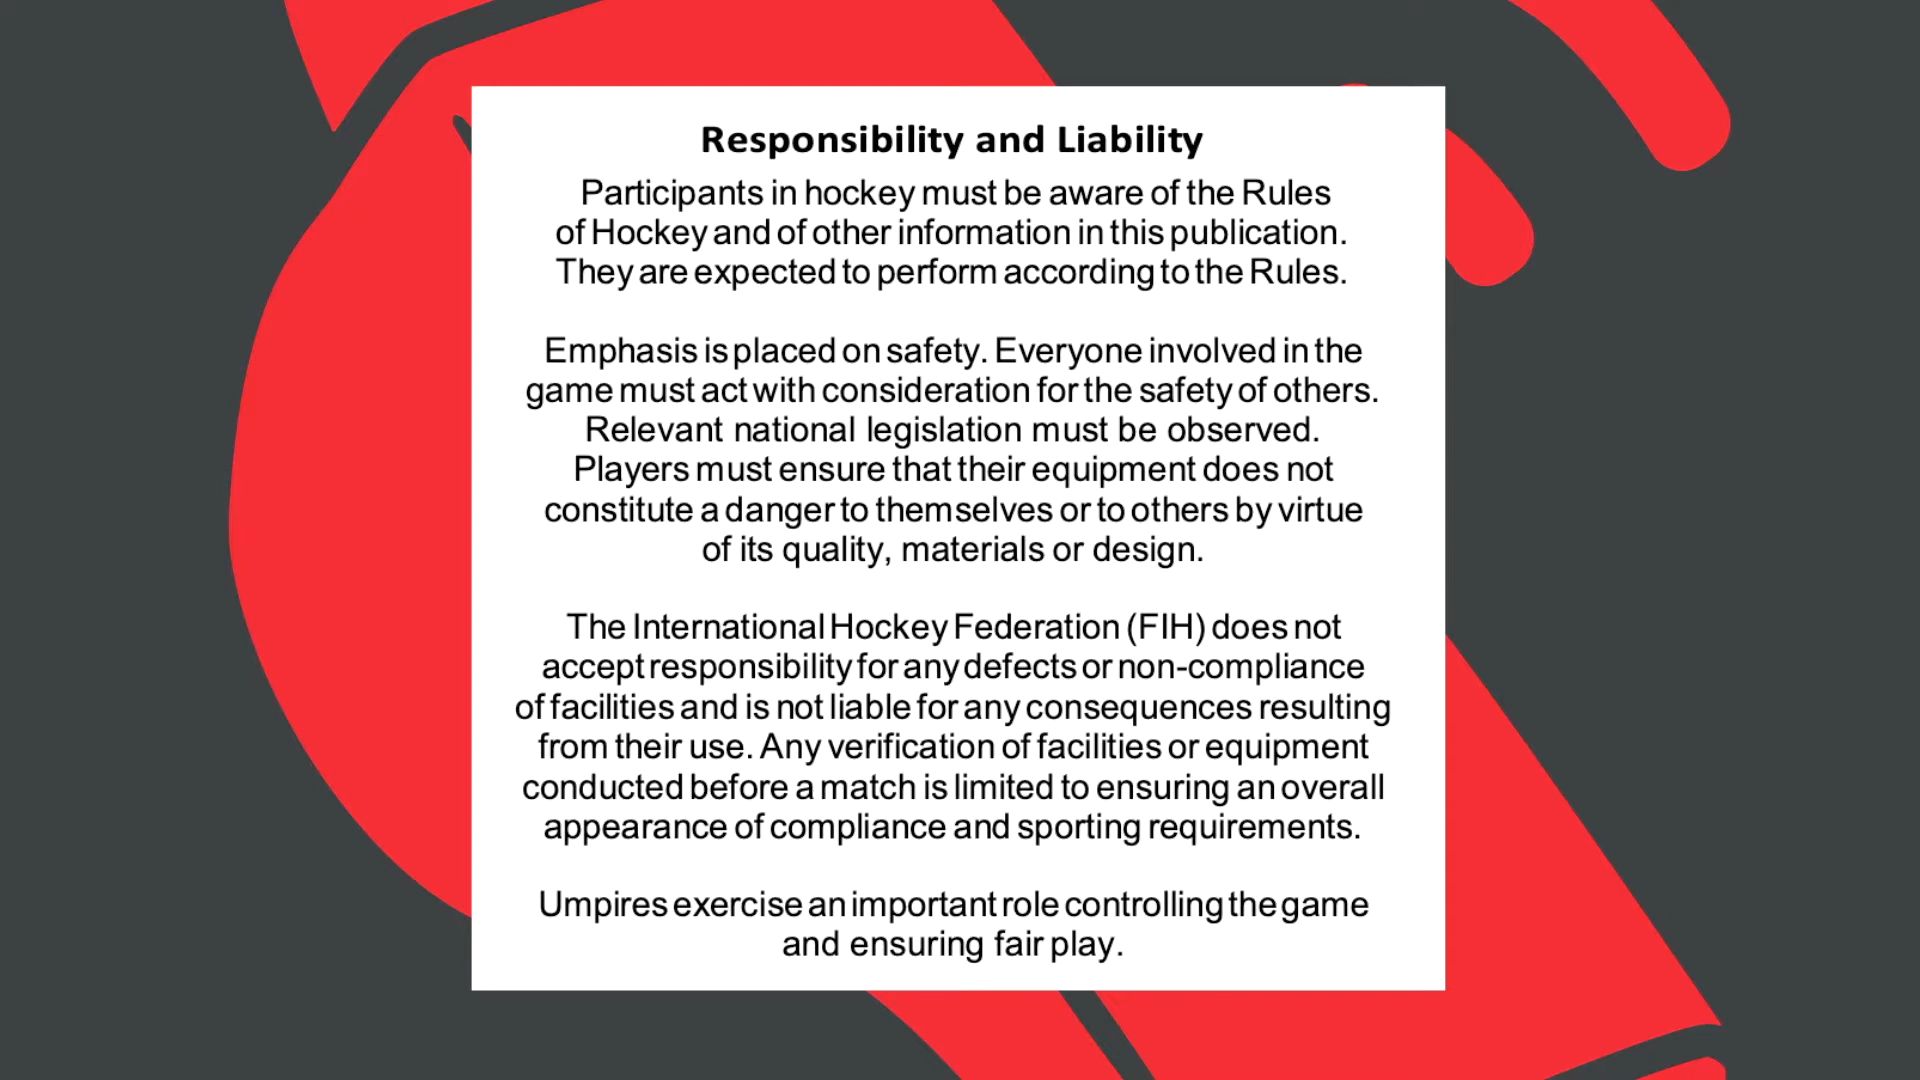 Responsibility and Liability
Participants in hockey must be aware of the Rules
of Hockey and of other information in this publication.
They are expected to perform according to the Rules.
Emphasis is placed on safety. Everyone involved in the
game must act with consideration for the safety of others.
Relevant national legislation must be observed.
Players must ensure that their equipment does not
constitute a danger to themselves or to others by virtue
of its quality, materials or design.
The International Hockey Federation (FIH) does not
accept responsibility for any defects or non-compliance
of facilities and is not liable for any consequences resulting
from their use. Any verification of facilities or equipment
conducted before a match is limited to ensuring an overall
appearance of compliance and sporting requirements.
Umpires exercise an important role controlling the game
and ensuring fair play.